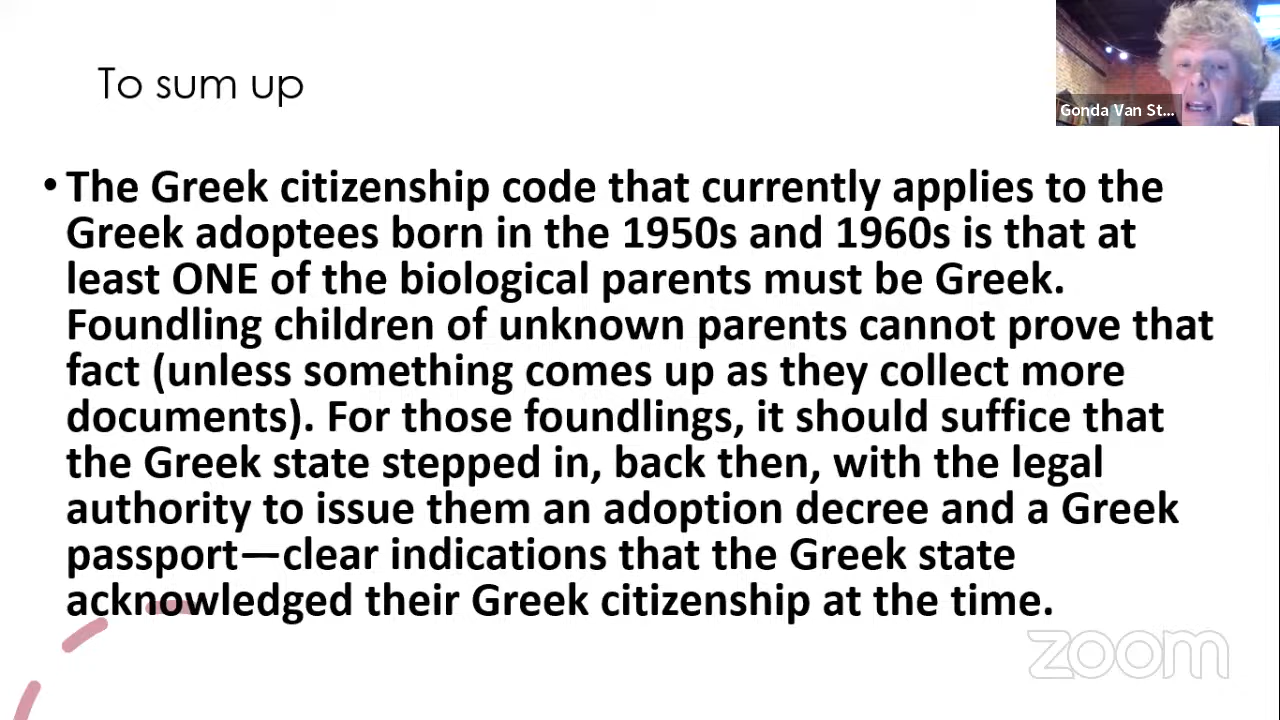 To sum up
Gonda Van St...
• The Greek citizenship code that currently applies to the
Greek adoptees born in the 1950s and 1960s is that at
least ONE of the biological parents must be Greek.
Foundling children of unknown parents cannot prove that
fact (unless something comes up as they collect more
documents). For those foundlings, it should suffice that
the Greek state stepped in, back then, with the legal
authority to issue them an adoption decree and a Greek
passport—clear indications that the Greek state
acknowledged their Greek citizenship at the time.
zoom